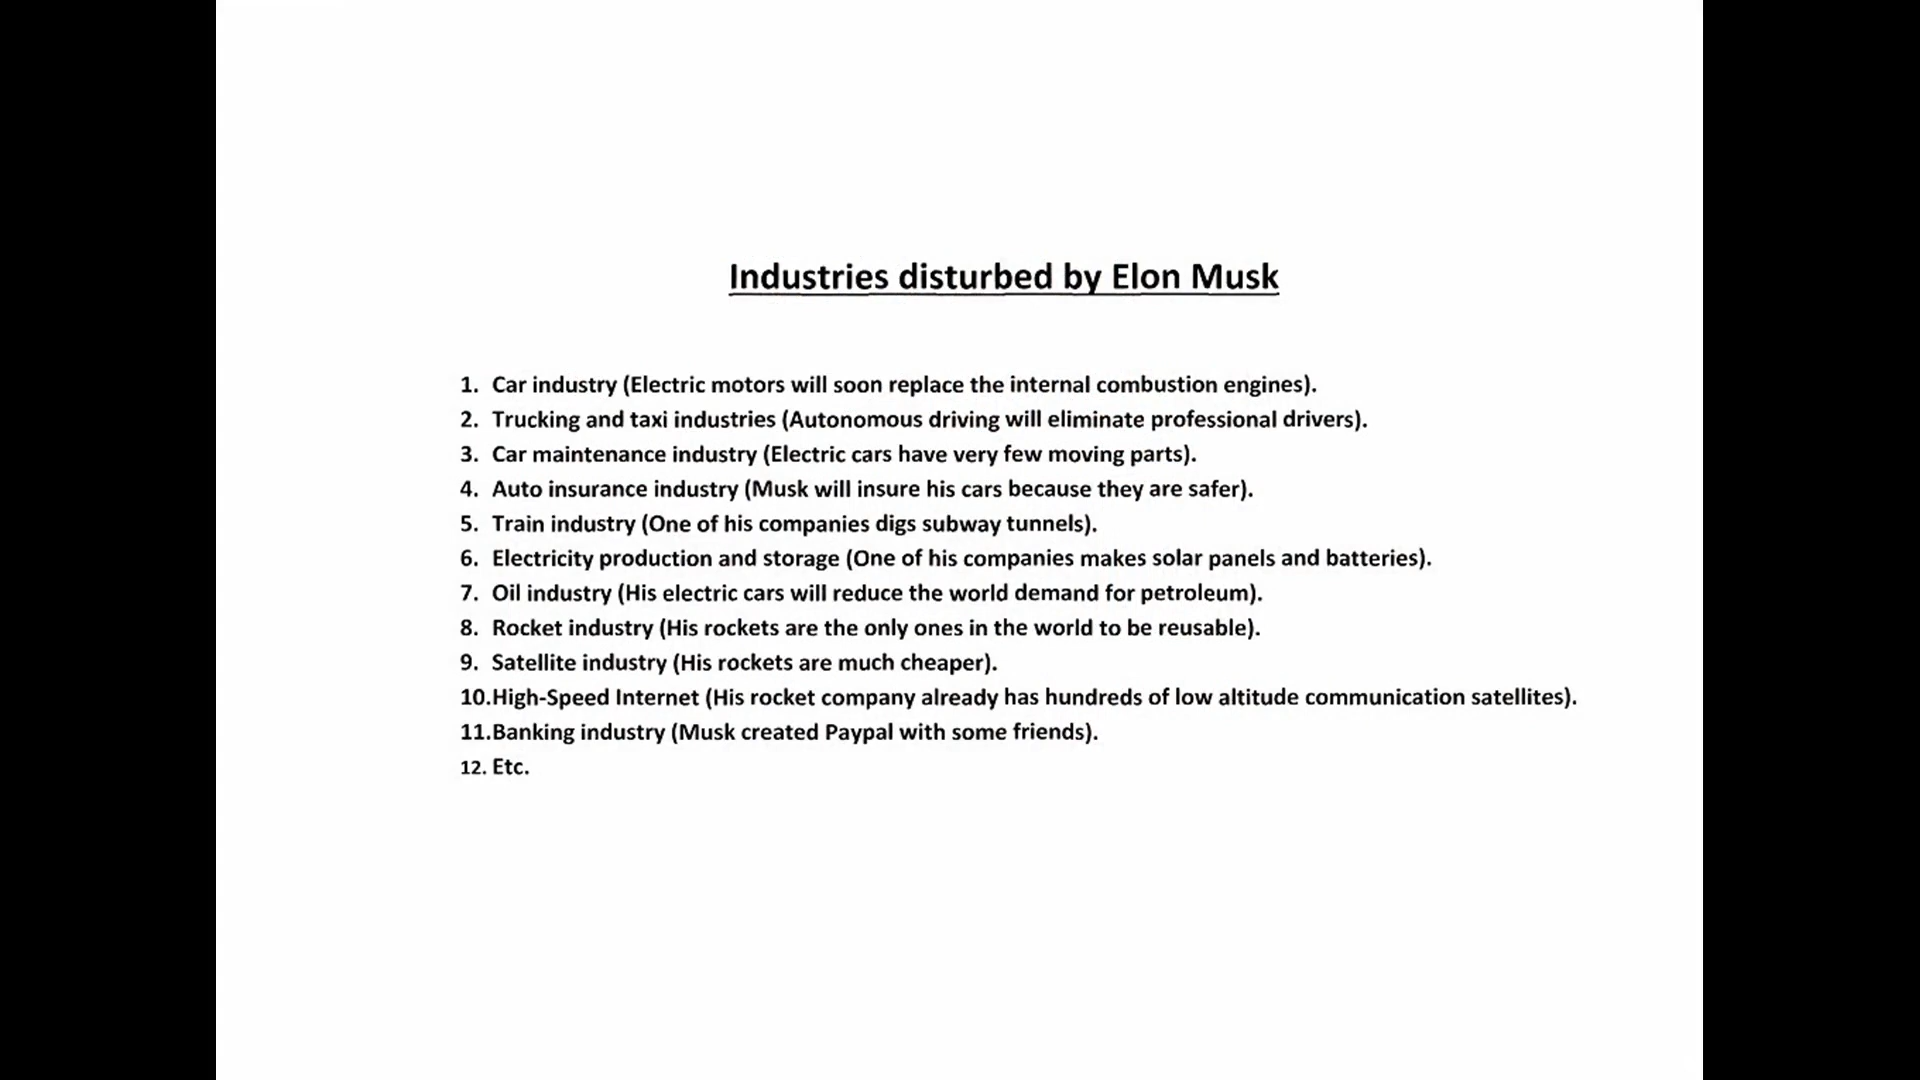 Industries disturbed by Elon Musk
1. Car industry (Electric motors will soon replace the internal combustion engines).
2. Trucking and taxi industries (Autonomous driving will eliminate professional drivers).
3. Car maintenance industry (Electric cars have very few moving parts).
4. Auto insurance industry (Musk will insure his cars because they are safer).
5. Train industry (One of his companies digs subway tunnels).
6. Electricity production and storage (One of his companies makes solar panels and batteries).
7. Oil industry (His electric cars will reduce the world demand for petroleum).
8. Rocket industry (His rockets are the only ones in the world to be reusable).
9. Satellite industry (His rockets are much cheaper).
10.High-Speed Internet (His rocket company already has hundreds of low altitude communication satellites).
11.Banking industry (Musk created Paypal with some friends).
12. Etc.